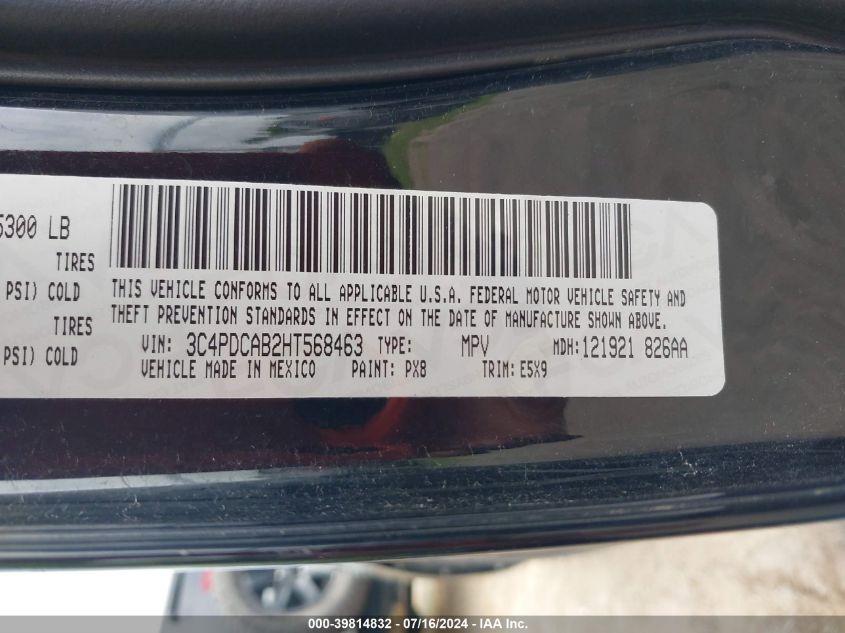 5300 LB
TIRES
PSI) COLD
TIRES
PSI) COLD
THIS VEHICLE CONFORMS TO ALL APPLICABLE U.S.A. FEDERAL MOTOR VEHICLE SAFETY AND
THEFT PREVENTION STANDARDS IN EFFECT ON THE DATE OF MANUFACTURE SHOWN ABOVE.
VIN: 3C4PDCAB2HT568463 TYPE: MPV MDH:121921 826AA
VEHICLE MADE IN MEXICO PAINT: PX8 TRIM: E5X9
000-39814832 - 07/16/2024 - IAA Inc.